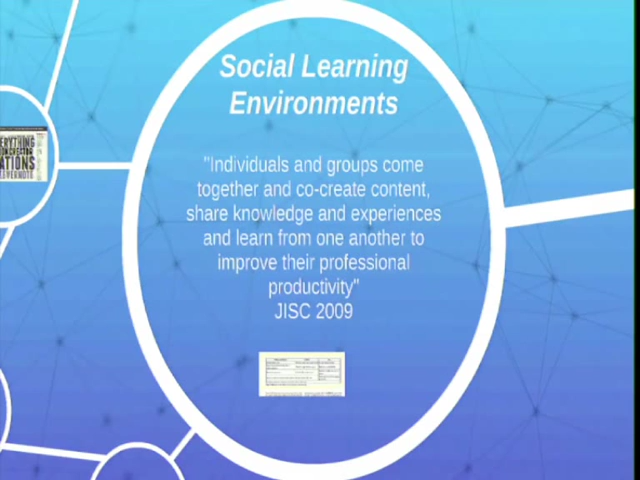 Social Learning
Environments
"Individuals and groups come
together and co-create content,
share knowledge and experiences
and learn from one another to
improve their professional
productivity"
JISC 2009